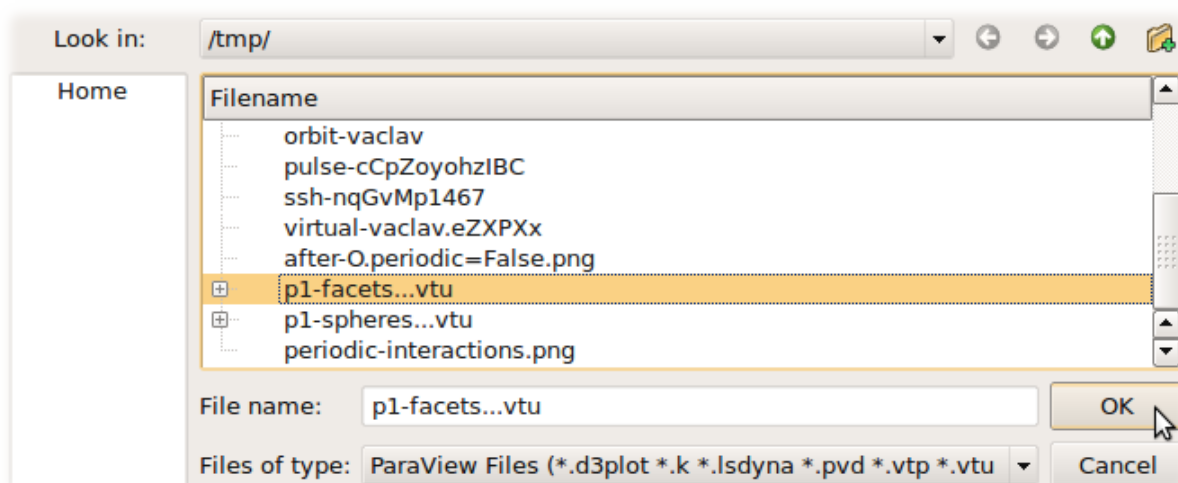 Look in: /tmp/
Home
Filename
orbit-vaclav
pulse-cCpZoyohzIBC
ssh-nqGvMp1467
virtual-vaclav.eZXPXx
after-O.periodic=False.png
p1-facets...vtu
p1-spheres...vtu
periodic-interactions.png
File name: p1-facets...vtu OK
Files of type: ParaView Files (*.d3plot *.k *.lsdyna *.pvd *.vtp *.vtu Cancel